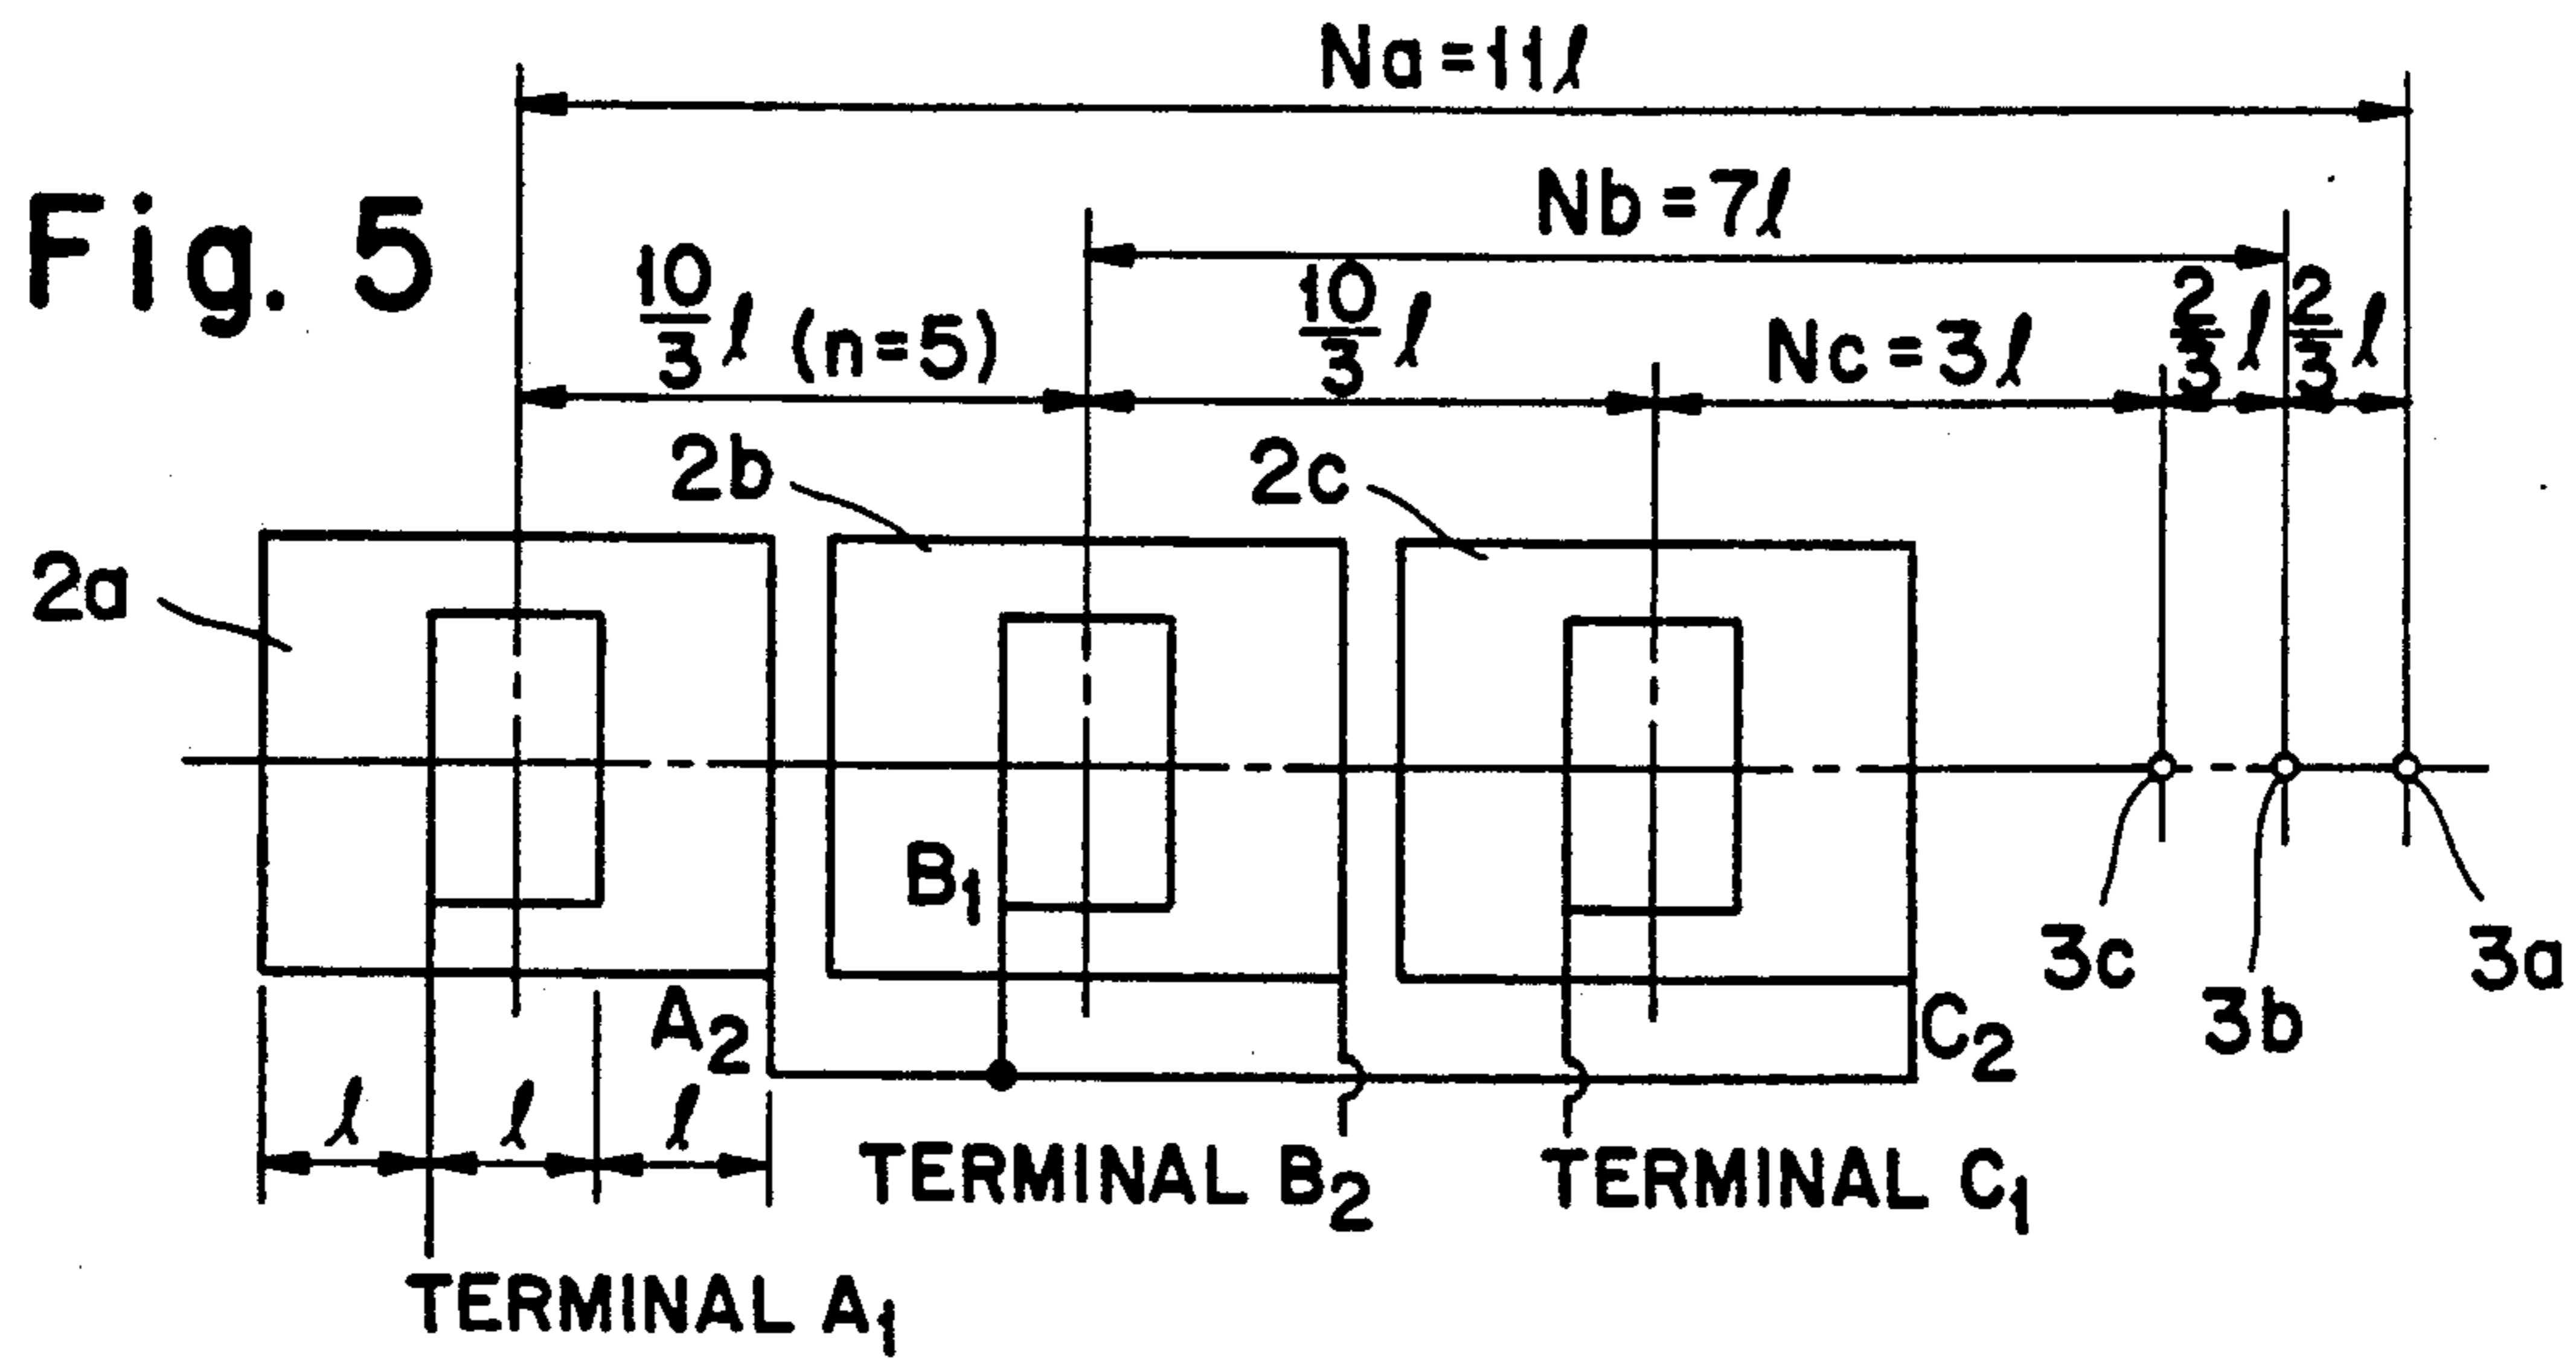 Fig. 5
Na=11ℓ
Nb=7ℓ
10/3 ℓ (n=5)
10/3 ℓ
Nc=3ℓ
2/3 ℓ
2/3 ℓ
2a
2b
2c
B1
A2
C2
3c
3b
3a
ℓ
ℓ
ℓ
TERMINAL B2
TERMINAL C1
TERMINAL A1